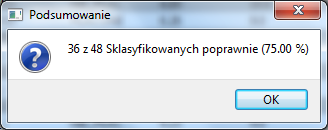 Podsumowanie
36 z 48 Sklasyfikowanych poprawnie (75.00 %)
OK